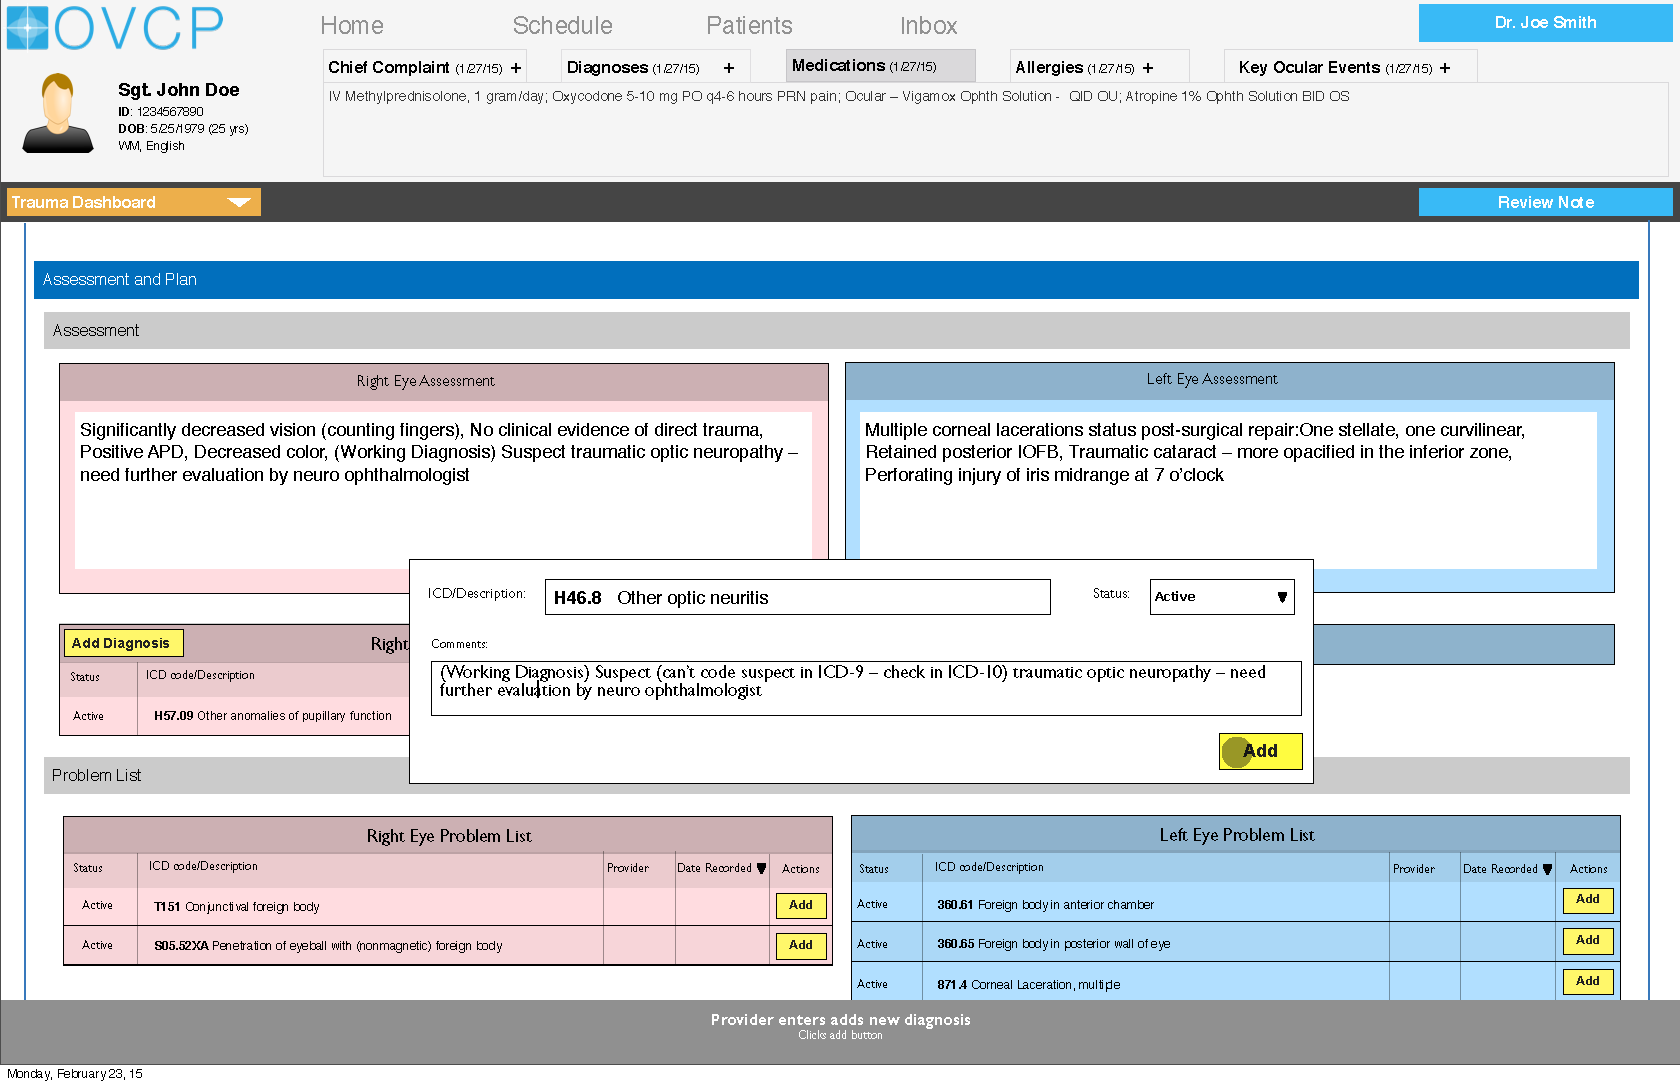 OVCP
Home Schedule Patients Inbox
Dr. Joe Smith
Chief Complaint (1/27/15) + Diagnoses (1/27/15) + Medications (1/27/15) Allergies (1/27/15) + Key Ocular Events (1/27/15) +
Sgt. John Doe
ID: 1234567890
DOB: 5/25/1979 (25 yrs)
WM, English
IV Methylprednisolone, 1 gram/day; Oxycodone 5-10 mg PO q4-6 hours PRN pain; Ocular – Vigamox Ophth Solution - QID OU; Atropine 1% Ophth Solution BID OS
Trauma Dashboard
Review Note
Assessment and Plan
Assessment
Right Eye Assessment
Significantly decreased vision (counting fingers), No clinical evidence of direct trauma,
Positive APD, Decreased color, (Working Diagnosis) Suspect traumatic optic neuropathy –
need further evaluation by neuro ophthalmologist
Left Eye Assessment
Multiple corneal lacerations status post-surgical repair:One stellate, one curvilinear,
Retained posterior IOFB, Traumatic cataract – more opacified in the inferior zone,
Perforating injury of iris midrange at 7 o’clock
ICD/Description: H46.8 Other optic neuritis Status: Active ▼
Comments:
(Working Diagnosis) Suspect (can’t code suspect in ICD-9 – check in ICD-10) traumatic optic neuropathy – need
further evaluation by neuro ophthalmologist
Add
Add Diagnosis Right
Status ICD code/Description
Active H57.09 Other anomalies of pupillary function
Problem List
Right Eye Problem List
Status ICD code/Description Provider Date Recorded ▼ Actions
Active T151 Conjunctival foreign body Add
Active S05.52XA Penetration of eyeball with (nonmagnetic) foreign body Add
Left Eye Problem List
Status ICD code/Description Provider Date Recorded ▼ Actions
Active 360.61 Foreign body in anterior chamber Add
Active 360.65 Foreign body in posterior wall of eye Add
Active 871.4 Corneal Laceration, multiple Add
Provider enters adds new diagnosis
Clicks add button
Monday, February 23, 15